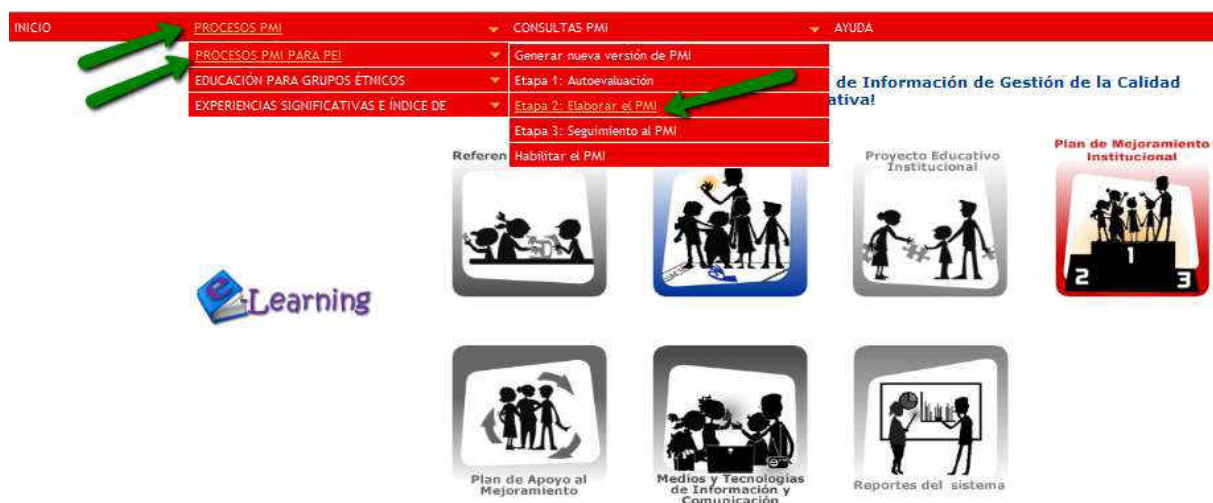 INICIO
PROCESOS PMI
CONSULTAS PMI
AYUDA
PROCESOS PMI PARA PEI
EDUCACIÓN PARA GRUPOS ÉTNICOS
EXPERIENCIAS SIGNIFICATIVAS E ÍNDICE DE
Generar nueva versión de PMI
Etapa 1: Autoevaluación
Etapa 2: Elaborar el PMI
Etapa 3: Seguimiento al PMI
Habilitar el PMI
de Información de Gestión de la Calidad
ativa!
Referen
Proyecto Educativo
Institucional
Plan de Mejoramiento
Institucional
1
2
3
e-Learning
Plan de Apoyo al
Mejoramiento
Medios y Tecnologías
de Información y
Comunicación
Reportes del sistema